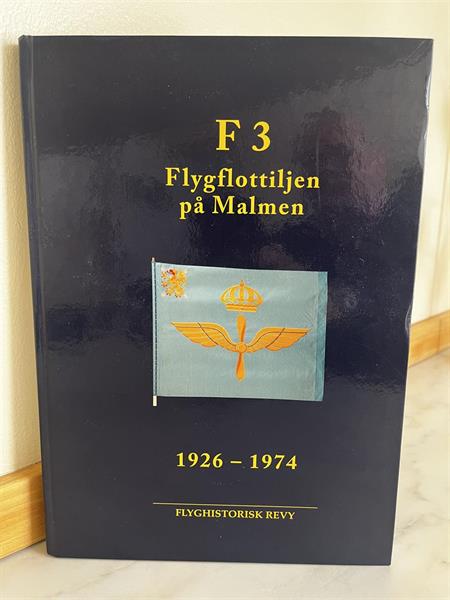 F 3
Flygflottiljen
på Malmen
1926 – 1974
FLYGHISTORISK REVY